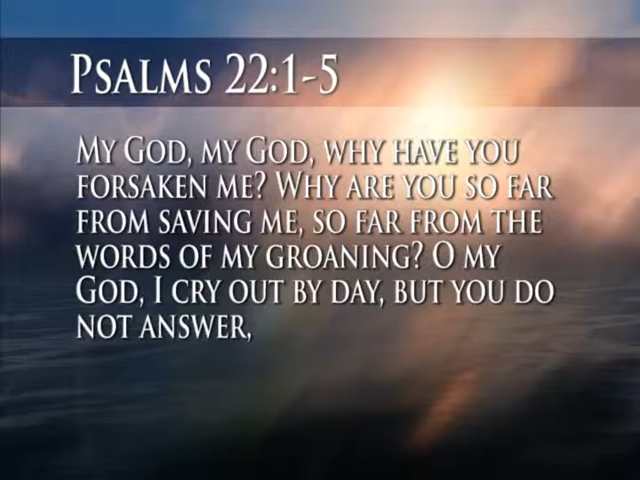 Psalms 22:1-5
My God, my God, why have you
forsaken me? Why are you so far
from saving me, so far from the
words of my groaning? O my
God, I cry out by day, but you do
not answer,